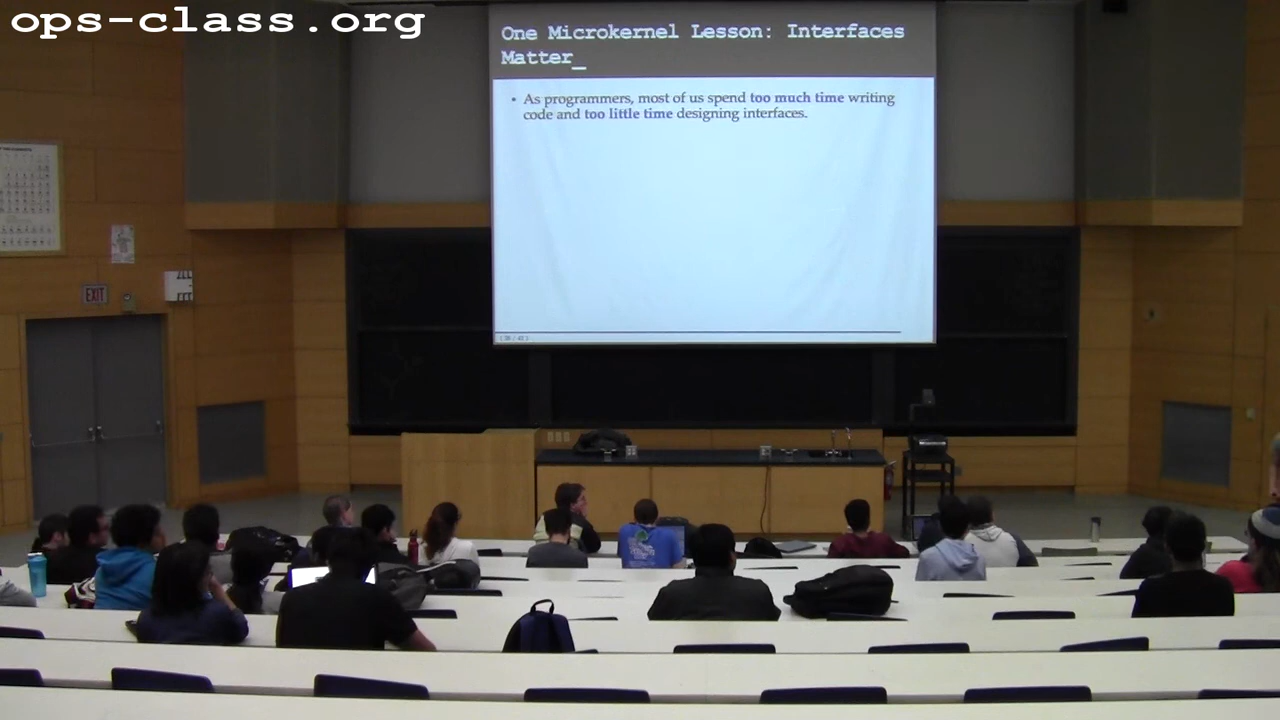 ops-class.org
One Microkernel Lesson: Interfaces
Matter_
• As programmers, most of us spend too much time writing
code and too little time designing interfaces.
EXIT